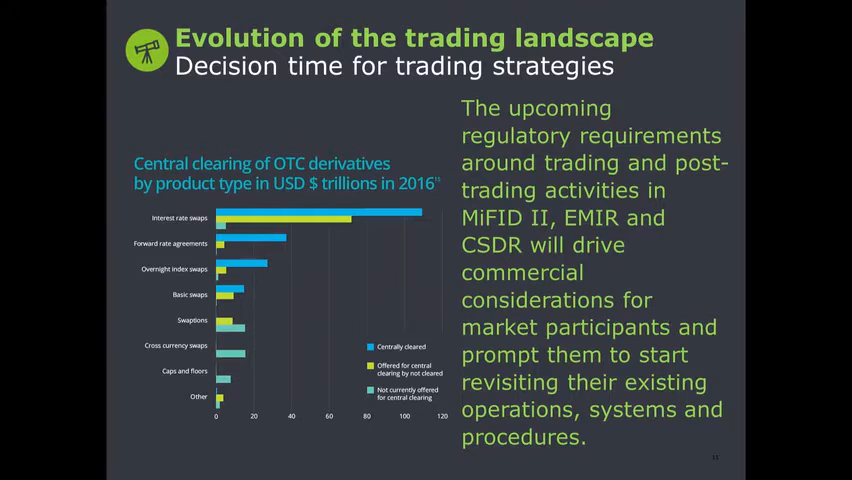 Evolution of the trading landscape
Decision time for trading strategies
Central clearing of OTC derivatives
by product type in USD $ trillions in 2016¹⁵
Interest rate swaps
Forward rate agreements
Overnight index swaps
Basic swaps
Swaptions
Cross currency swaps
Caps and floors
Other
0 20 40 60 80 100 120
Centrally cleared
Offered for central
clearing by not cleared
Not currently offered
for central clearing
The upcoming
regulatory requirements
around trading and post-
trading activities in
MiFID II, EMIR and
CSDR will drive
commercial
considerations for
market participants and
prompt them to start
revisiting their existing
operations, systems and
procedures.